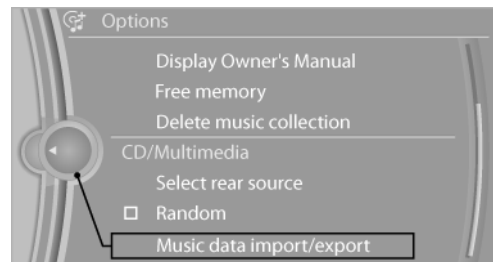 Options
Display Owner's Manual
Free memory
Delete music collection
CD/Multimedia
Select rear source
Random
Music data import/export